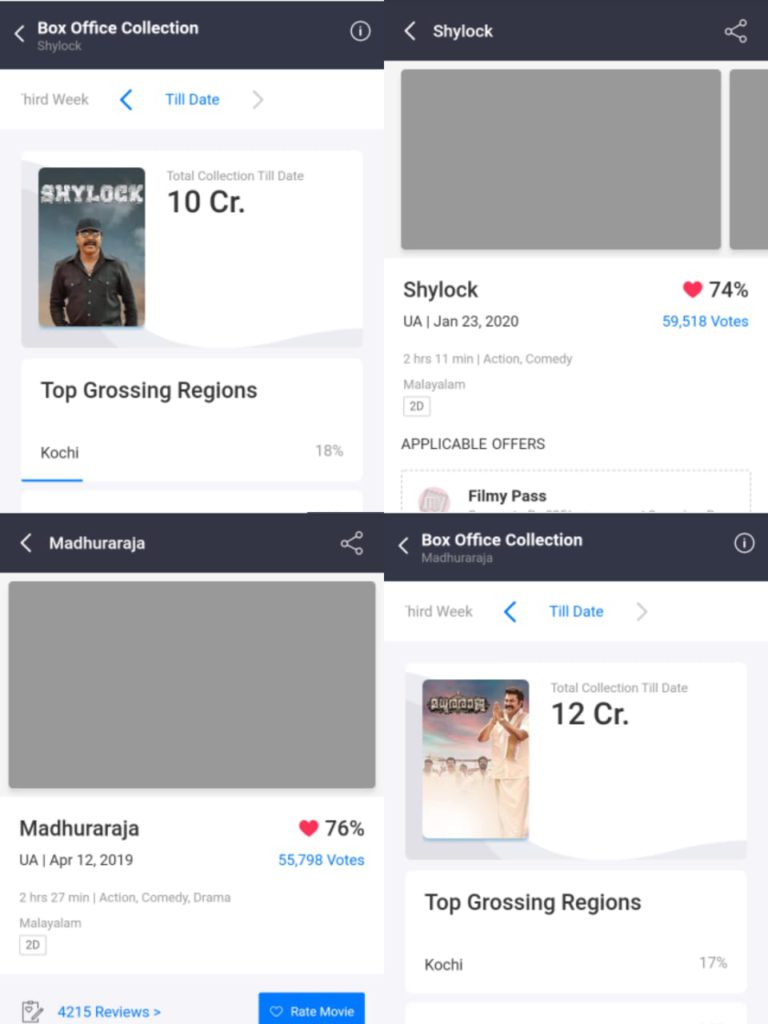 Box Office Collection
Shylock
Third Week
Till Date
SHYLOCK
Total Collection Till Date
10 Cr.
Top Grossing Regions
Kochi
18%
Shylock
Shylock
74%
UA | Jan 23, 2020
59,518 Votes
2 hrs 11 min | Action, Comedy
Malayalam
2D
APPLICABLE OFFERS
Filmy Pass
Madhuraraja
Madhuraraja
76%
UA | Apr 12, 2019
55,798 Votes
2 hrs 27 min | Action, Comedy, Drama
Malayalam
2D
4215 Reviews >
Rate Movie
Box Office Collection
Madhuraraja
Third Week
Till Date
മധുരരാജ
Total Collection Till Date
12 Cr.
Top Grossing Regions
Kochi
17%